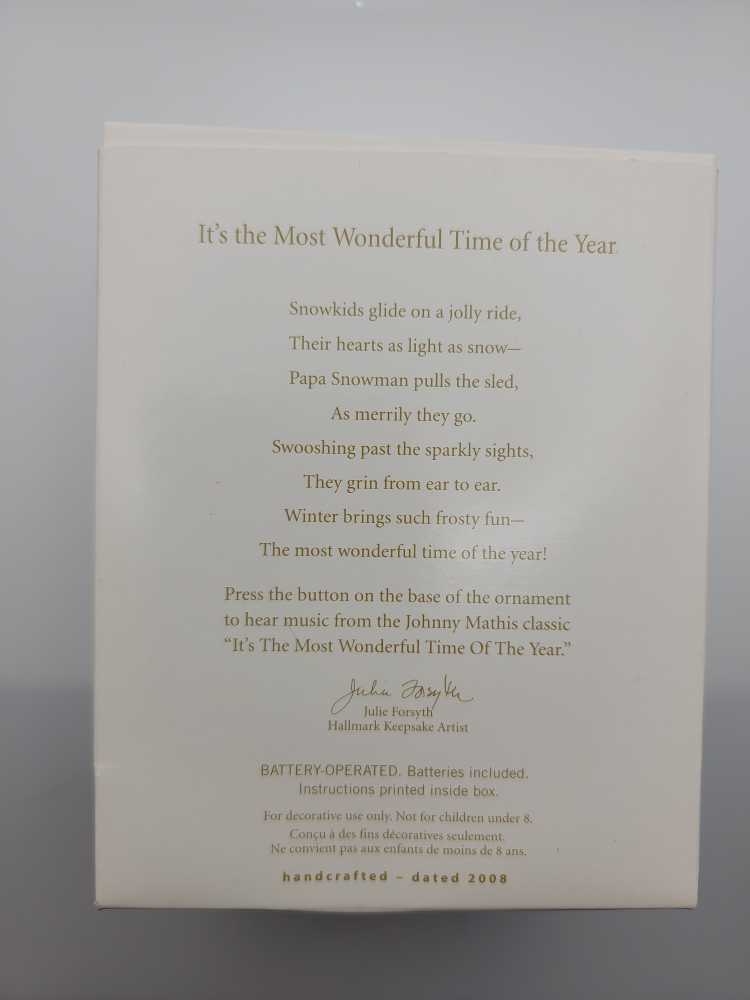 It's the Most Wonderful Time of the Year
Snowkids glide on a jolly ride,
Their hearts as light as snow—
Papa Snowman pulls the sled,
As merrily they go.
Swooshing past the sparkly sights,
They grin from ear to ear.
Winter brings such frosty fun—
The most wonderful time of the year!
Press the button on the base of the ornament
to hear music from the Johnny Mathis classic
“It's The Most Wonderful Time Of The Year.”
Julie Forsyth
Julie Forsyth
Hallmark Keepsake Artist
BATTERY-OPERATED. Batteries included.
Instructions printed inside box.
For decorative use only. Not for children under 8.
Conçu à des fins décoratives seulement.
Ne convient pas aux enfants de moins de 8 ans.
handcrafted – dated 2008